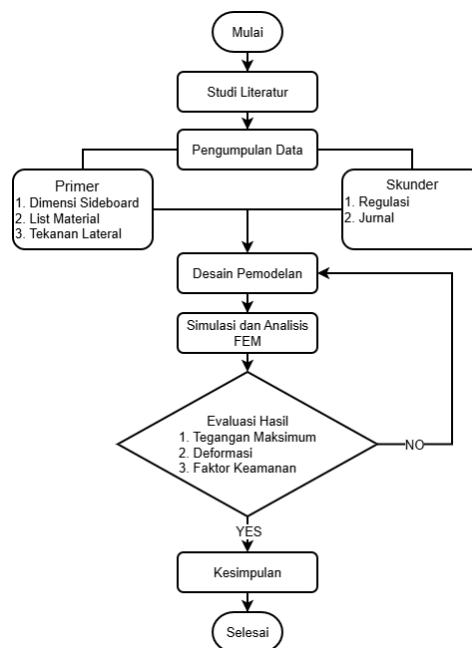 Mulai
Studi Literatur
Pengumpulan Data
Primer
1. Dimensi Sideboard
2. List Material
3. Tekanan Lateral
Skunder
1. Regulasi
2. Jurnal
Desain Pemodelan
Simulasi dan Analisis
FEM
Evaluasi Hasil
1. Tegangan Maksimum
2. Deformasi
3. Faktor Keamanan
NO
YES
Kesimpulan
Selesai